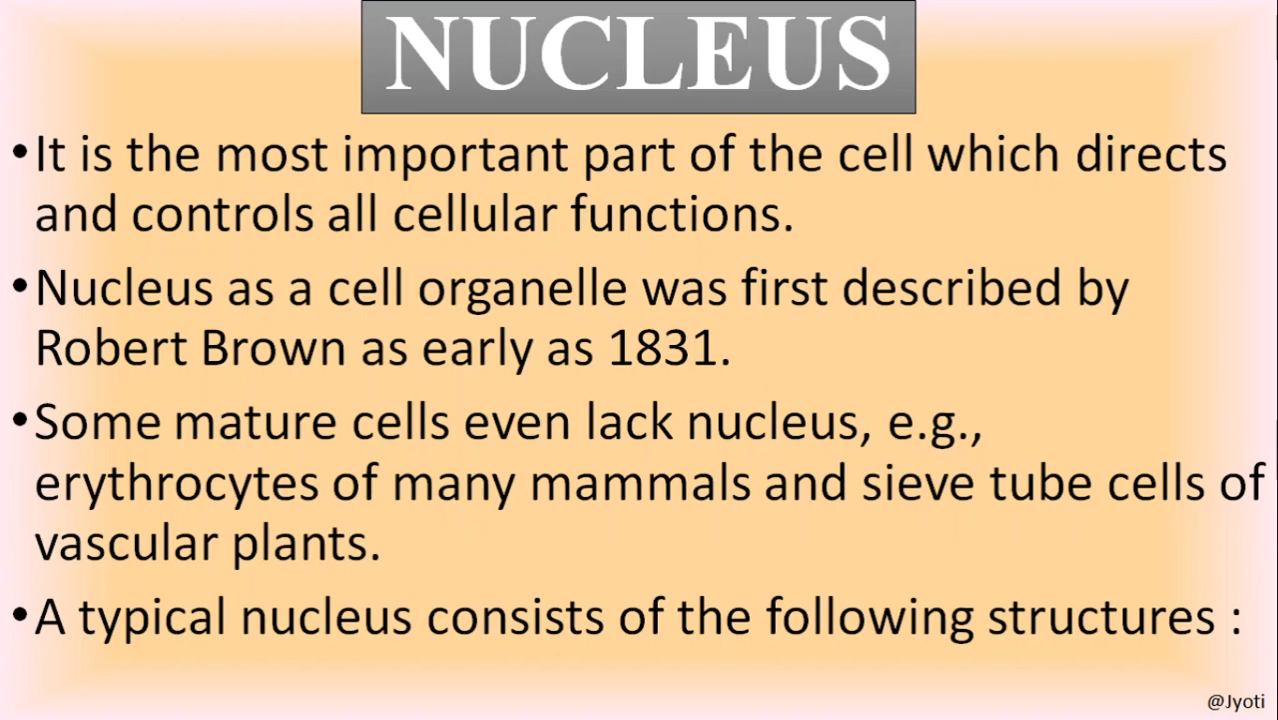 NUCLEUS
•It is the most important part of the cell which directs
and controls all cellular functions.
•Nucleus as a cell organelle was first described by
Robert Brown as early as 1831.
•Some mature cells even lack nucleus, e.g.,
erythrocytes of many mammals and sieve tube cells of
vascular plants.
•A typical nucleus consists of the following structures :
@Jyoti